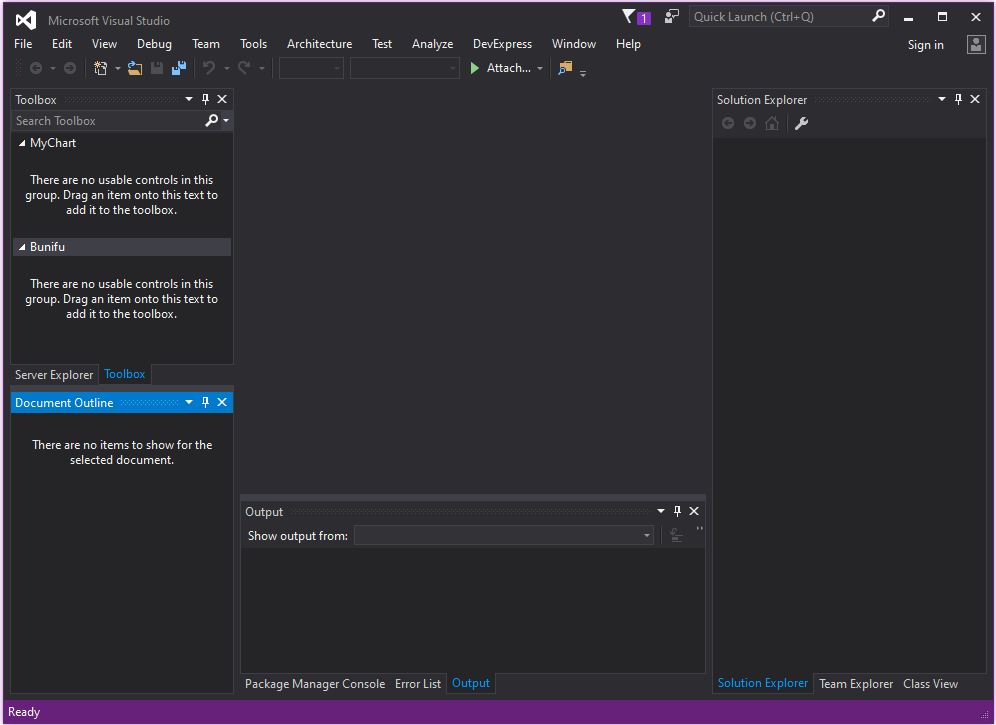 Microsoft Visual Studio
1
Quick Launch (Ctrl+Q)
File Edit View Debug Team Tools Architecture Test Analyze DevExpress Window Help
Sign in
Attach...
Toolbox
Search Toolbox
MyChart
There are no usable controls in this
group. Drag an item onto this text to
add it to the toolbox.
Bunifu
There are no usable controls in this
group. Drag an item onto this text to
add it to the toolbox.
Server Explorer Toolbox
Document Outline
There are no items to show for the
selected document.
Output
Show output from:
Package Manager Console Error List Output
Solution Explorer
Solution Explorer Team Explorer Class View
Ready